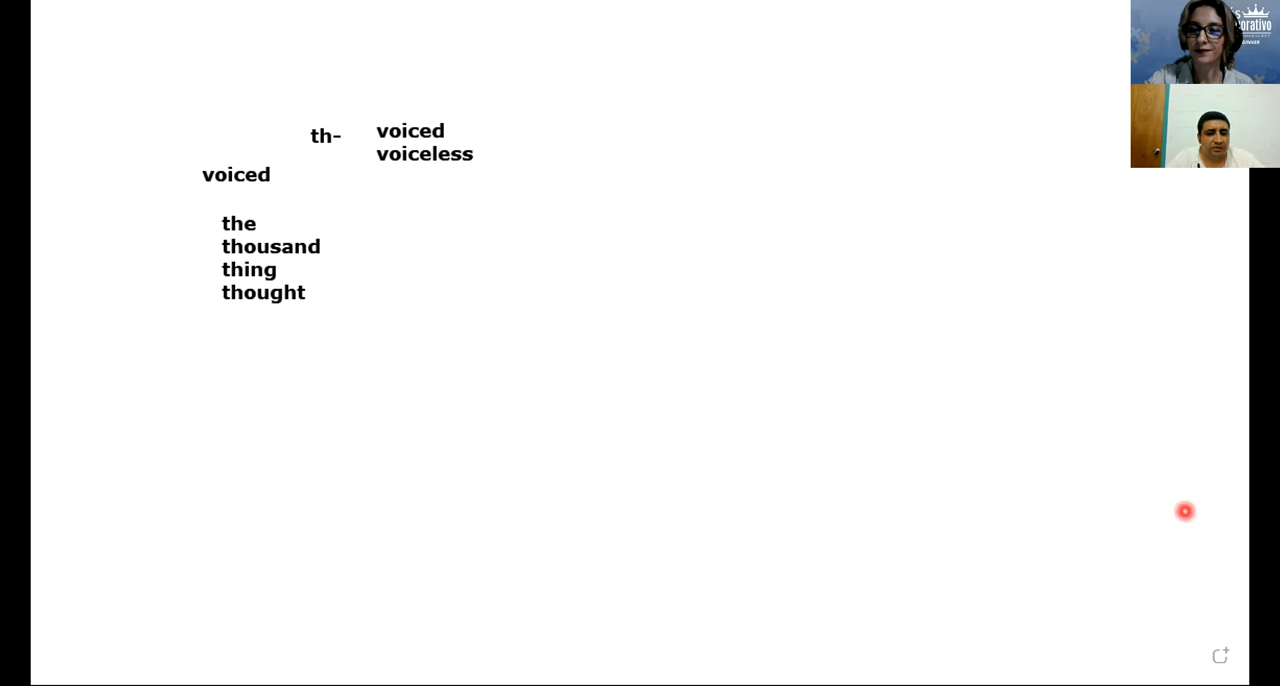 th-
voiced
voiceless
voiced
the
thousand
thing
thought